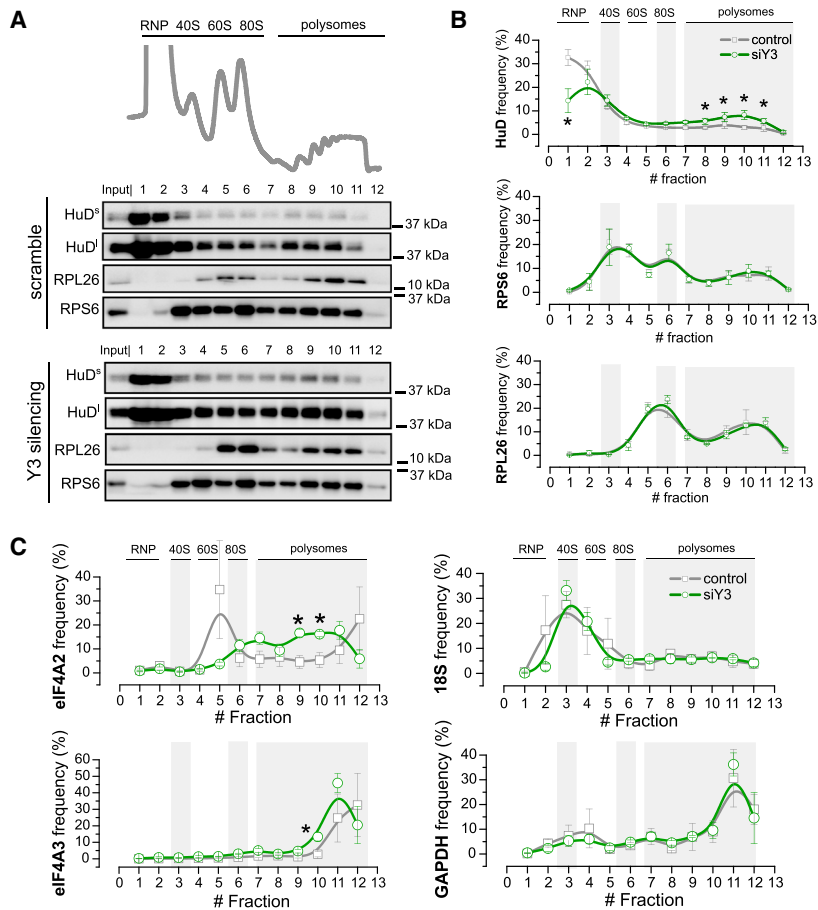 A
RNP 40S 60S 80S polysomes
Input| 1 2 3 4 5 6 7 8 9 10 11 12
scramble
HuDs
37 kDa
HuDl
37 kDa
RPL26
10 kDa
37 kDa
RPS6
Input| 1 2 3 4 5 6 7 8 9 10 11 12
Y3 silencing
HuDs
37 kDa
HuDl
37 kDa
RPL26
10 kDa
37 kDa
RPS6
B
RNP 40S 60S 80S polysomes
control
siY3
HuD frequency (%)
40
30
20
10
0
* * * * *
0 1 2 3 4 5 6 7 8 9 10 11 12 13
# fraction
RPS6 frequency (%)
40
30
20
10
0
0 1 2 3 4 5 6 7 8 9 10 11 12 13
# fraction
RPL26 frequency (%)
40
30
20
10
0
0 1 2 3 4 5 6 7 8 9 10 11 12 13
# fraction
C
RNP 40S 60S 80S polysomes
eIF4A2 frequency (%)
40
30
20
10
0
* *
0 1 2 3 4 5 6 7 8 9 10 11 12 13
# Fraction
eIF4A3 frequency (%)
60
50
40
30
20
10
0
*
0 1 2 3 4 5 6 7 8 9 10 11 12 13
# Fraction
RNP 40S 60S 80S polysomes
control
siY3
18S frequency (%)
40
30
20
10
0
0 1 2 3 4 5 6 7 8 9 10 11 12 13
# Fraction
GAPDH frequency (%)
40
30
20
10
0
0 1 2 3 4 5 6 7 8 9 10 11 12 13
# Fraction